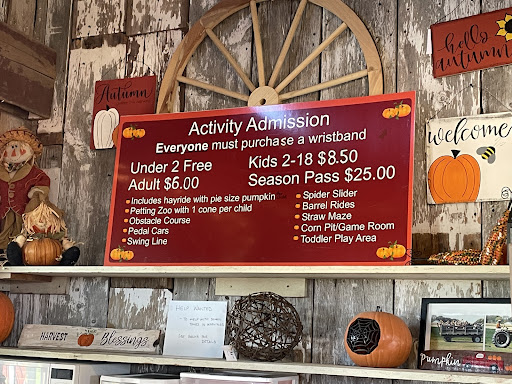 Autumn
hello
autumn
welcome
Activity Admission
Everyone must purchase a wristband
Under 2 Free
Adult $6.00
Kids 2-18 $8.50
Season Pass $25.00
Includes hayride with pie size pumpkin
Petting Zoo with 1 cone per child
Obstacle Course
Pedal Cars
Swing Line
Spider Slider
Barrel Rides
Straw Maze
Corn Pit/Game Room
Toddler Play Area
HELP WANTED
HARVEST Blessings
pumpkin